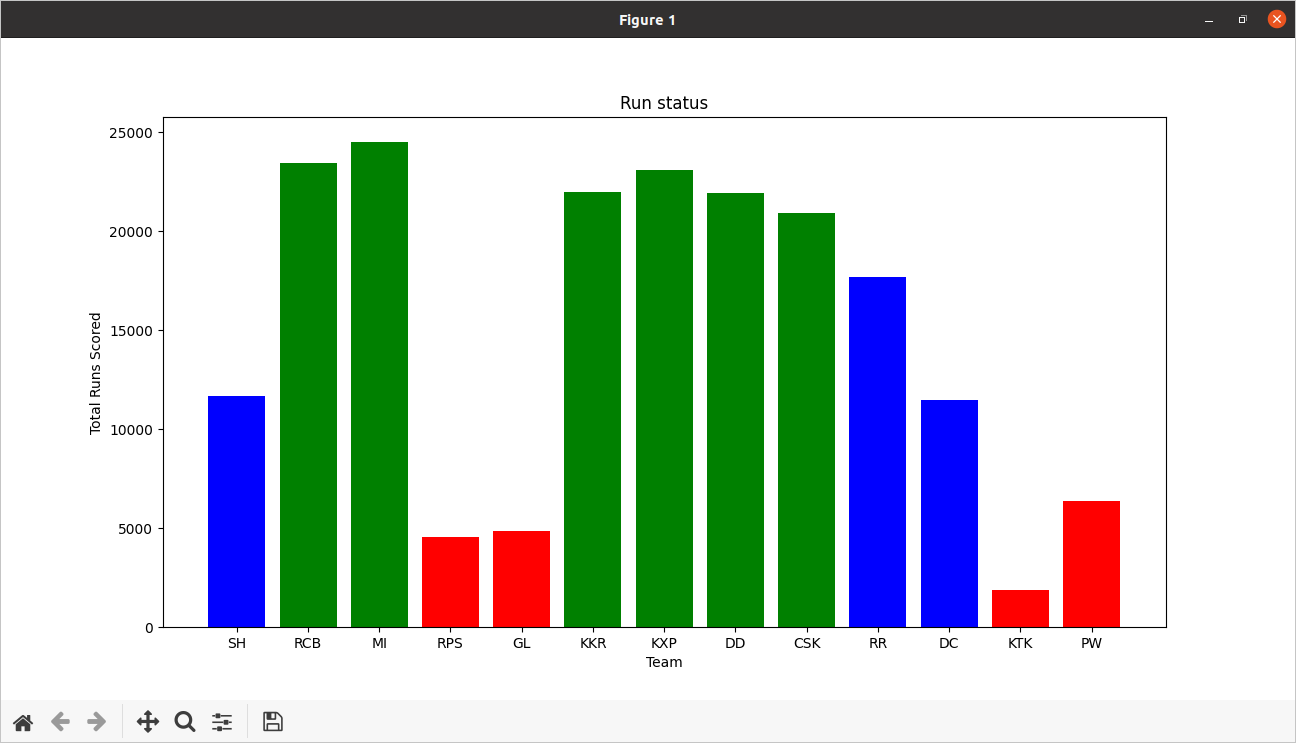 Figure 1
Run status
25000
20000
15000
10000
5000
0
Total Runs Scored
SH RCB MI RPS GL KKR KXP DD CSK RR DC KTK PW
Team